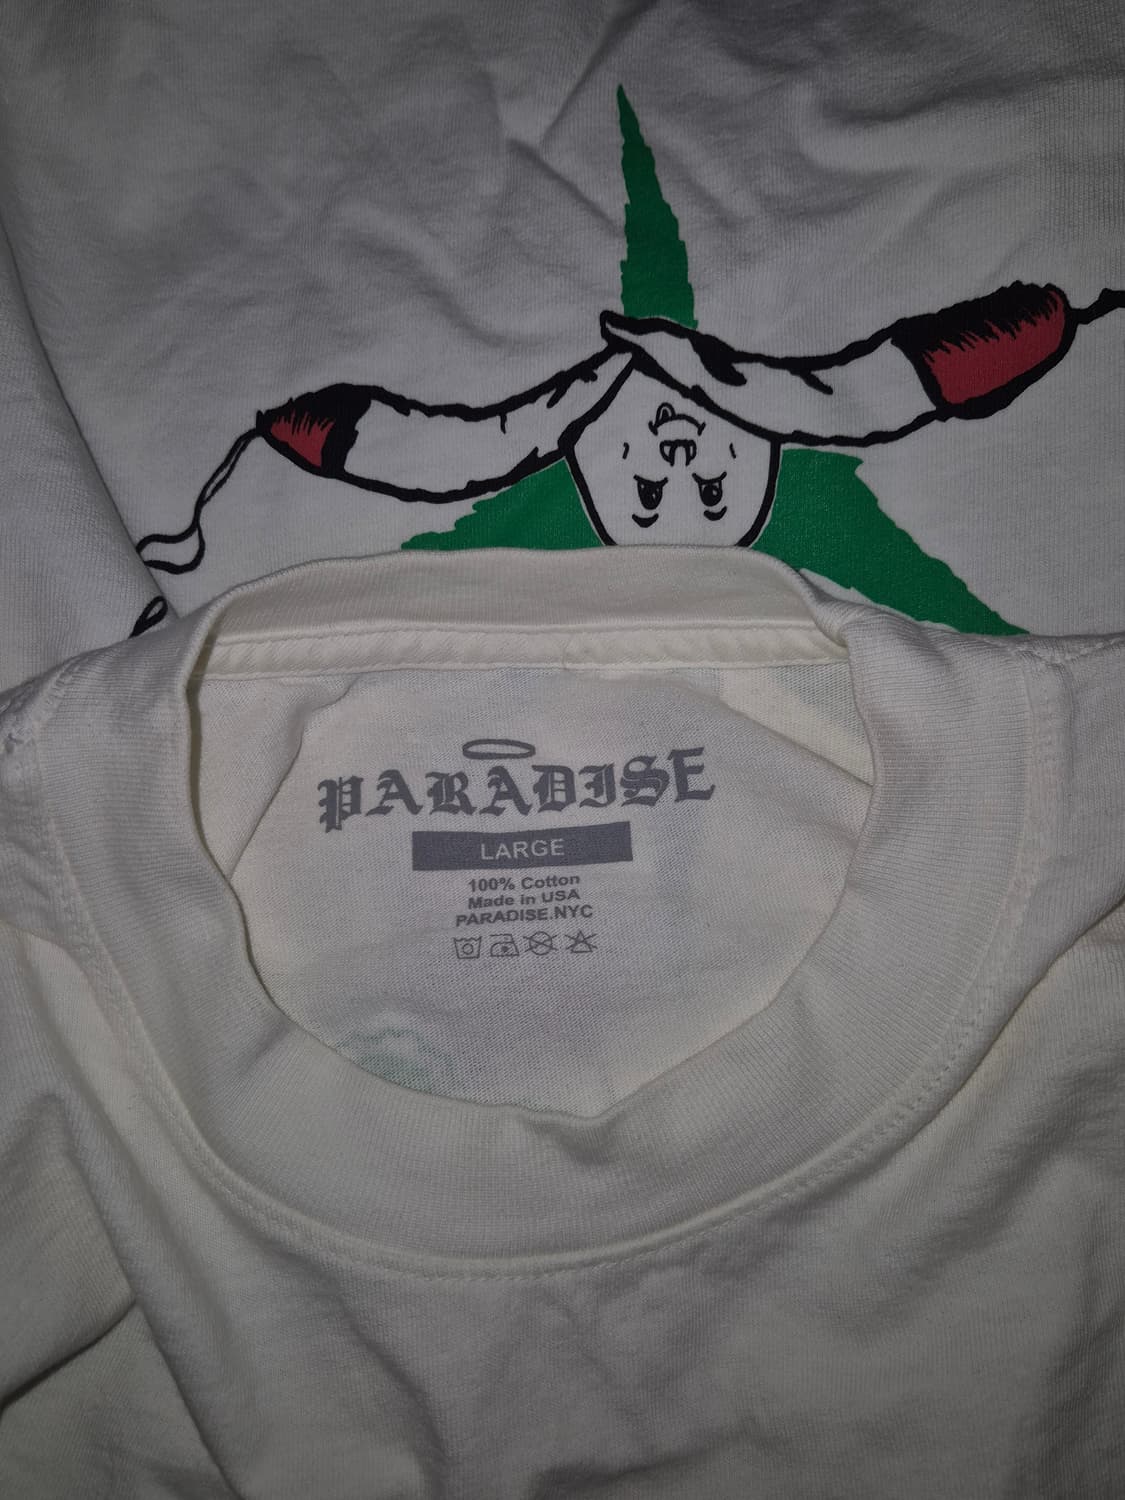 PARADISE
LARGE
100% Cotton
Made in USA
PARADISE.NYC